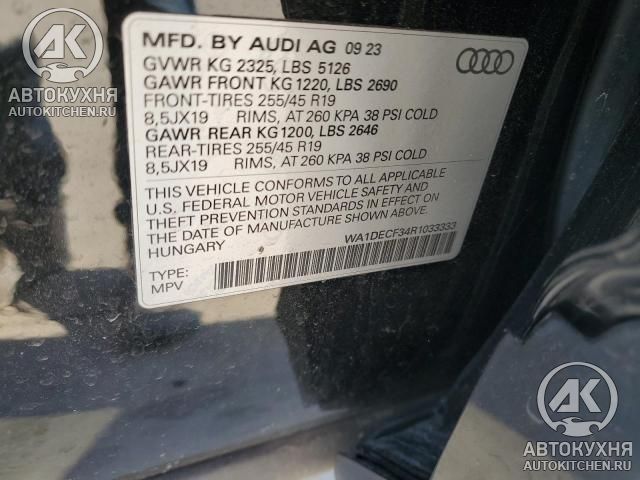 MFD. BY AUDI AG 09 23
GVWR KG 2325, LBS 5126
GAWR FRONT KG 1220, LBS 2690
FRONT-TIRES 255/45 R19
8,5JX19 RIMS, AT 260 KPA 38 PSI COLD
GAWR REAR KG 1200, LBS 2646
REAR-TIRES 255/45 R19
8,5JX19 RIMS, AT 260 KPA 38 PSI COLD
THIS VEHICLE CONFORMS TO ALL APPLICABLE
U.S. FEDERAL MOTOR VEHICLE SAFETY AND
THEFT PREVENTION STANDARDS IN EFFECT ON
THE DATE OF MANUFACTURE SHOWN ABOVE.
HUNGARY
WA1DECF34R1033333
TYPE:
MPV
АК
АВТОКУХНЯ
AUTOKITCHEN.RU
АК
АВТОКУХНЯ
AUTOKITCHEN.RU